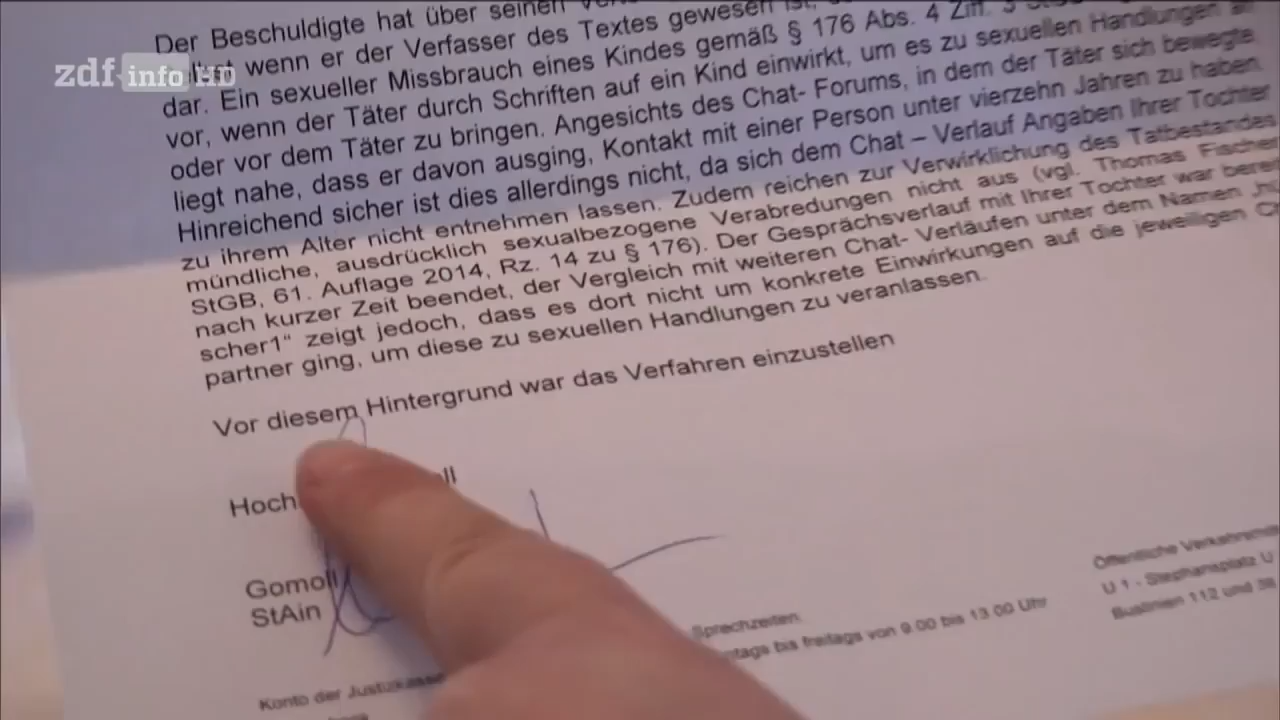 zdf info HD
Der Beschuldigte hat über seinen
wenn er der Verfasser des Textes gewesen ist,
dar. Ein sexueller Missbrauch eines Kindes gemäß § 176 Abs. 4 Ziff. 3
vor, wenn der Täter durch Schriften auf ein Kind einwirkt, um es zu sexuellen Handlungen an
oder vor dem Täter zu bringen. Angesichts des Chat- Forums, in dem der Täter sich bewegte
liegt nahe, dass er davon ausging, Kontakt mit einer Person unter vierzehn Jahren zu haben.
Hinreichend sicher ist dies allerdings nicht, da sich dem Chat – Verlauf Angaben Ihrer Tochter
zu ihrem Alter nicht entnehmen lassen. Zudem reichen zur Verwirklichung des Tatbestandes
mündliche, ausdrücklich sexualbezogene Verabredungen nicht aus (vgl. Thomas Fischer
StGB, 61. Auflage 2014, Rz. 14 zu § 176). Der Gesprächsverlauf mit Ihrer Tochter war
nach kurzer Zeit beendet, der Vergleich mit weiteren Chat- Verläufen unter dem Namen
scher1“ zeigt jedoch, dass es dort nicht um konkrete Einwirkungen auf die jeweiligen
partner ging, um diese zu sexuellen Handlungen zu veranlassen.
Vor diesem Hintergrund war das Verfahren einzustellen
Hoch
Gomoll
StAin
Öffentliche
U 1 - Stephansplatz U
Buslinien 112 und
Sprechzeiten:
bis freitags von 9.00 bis 13.00 Uhr
Konto der Justizkasse